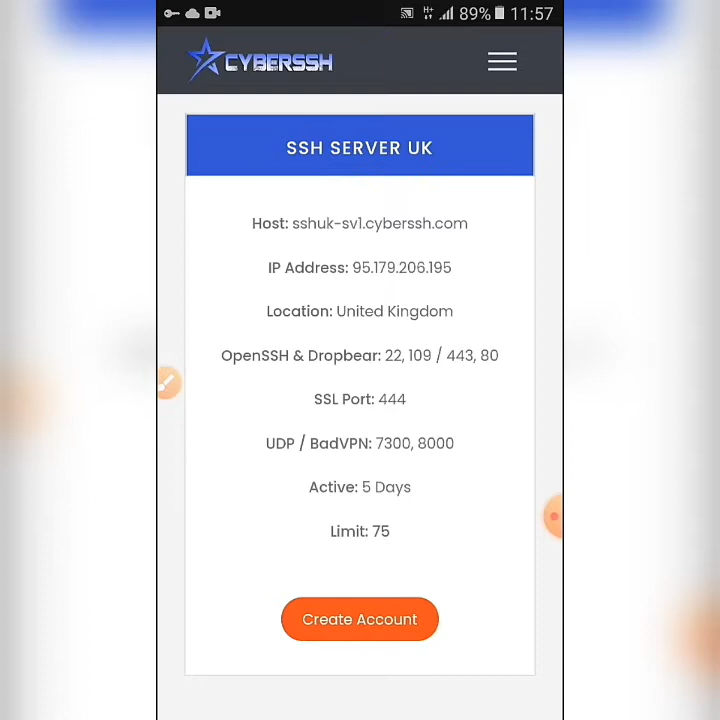 89% 11:57
CYBERSSH
SSH SERVER UK
Host: sshuk-sv1.cyberssh.com
IP Address: 95.179.206.195
Location: United Kingdom
OpenSSH & Dropbear: 22, 109 / 443, 80
SSL Port: 444
UDP / BadVPN: 7300, 8000
Active: 5 Days
Limit: 75
Create Account